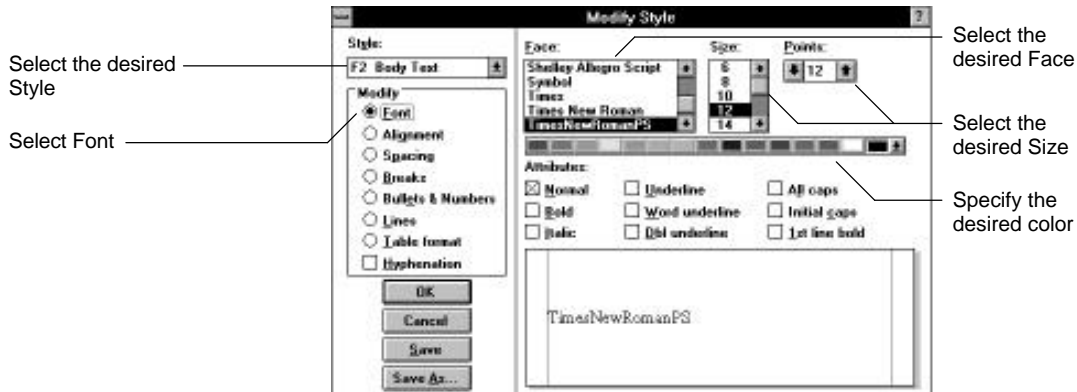 Select the desired
Style
Select Font
Modify Style
?
Style:
F2 Body Text
Modify
Font
Alignment
Spacing
Breaks
Bullets & Numbers
Lines
Table format
Hyphenation
OK
Cancel
Save
Save As...
Face:
Shelley Allegro Script
Symbol
Times
Times New Roman
TimesNewRomanPS
Size:
6
8
10
12
14
Points:
12
Attributes:
Normal
Underline
All caps
Bold
Word underline
Initial caps
Italic
Dbl underline
1st line bold
TimesNewRomanPS
Select the
desired Face
Select the
desired Size
Specify the
desired color